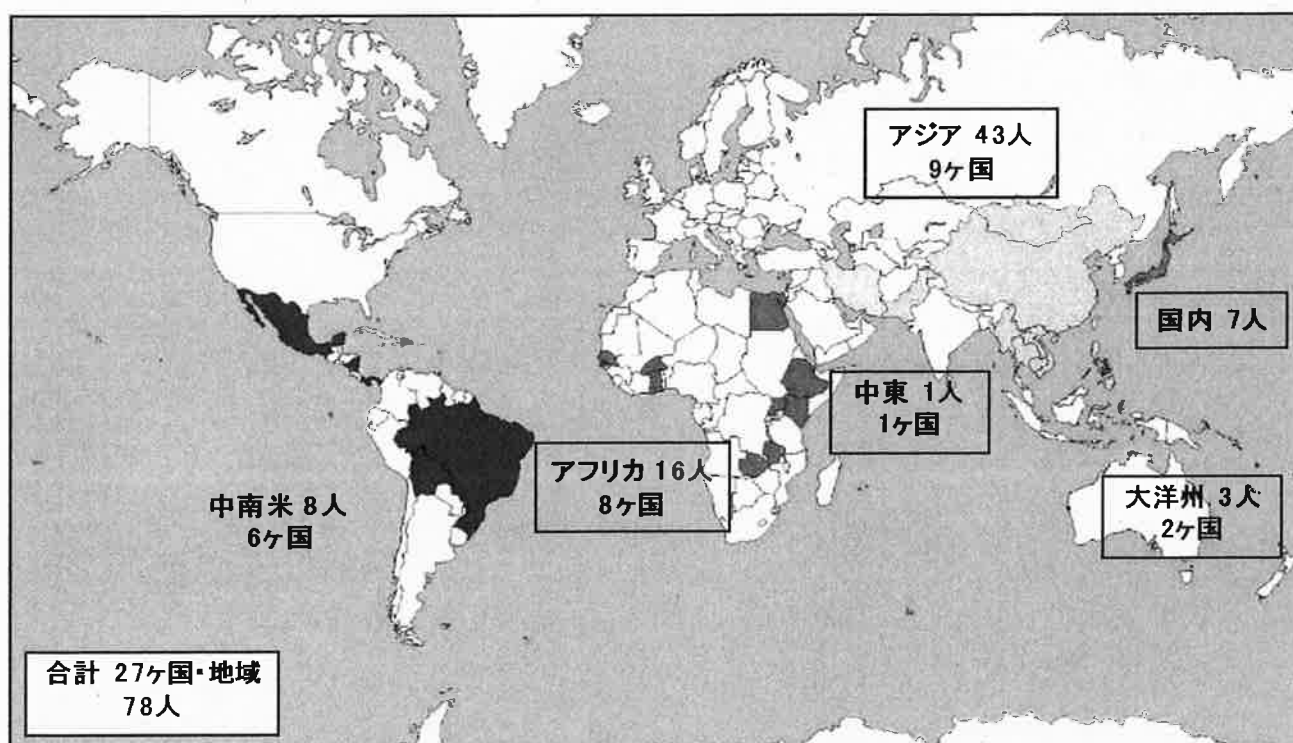 アジア 43人
9ヶ国
国内 7人
中東 1人
1ヶ国
アフリカ 16人
8ヶ国
大洋州 3人
2ヶ国
中南米 8人
6ヶ国
合計 27ヶ国・地域
78人